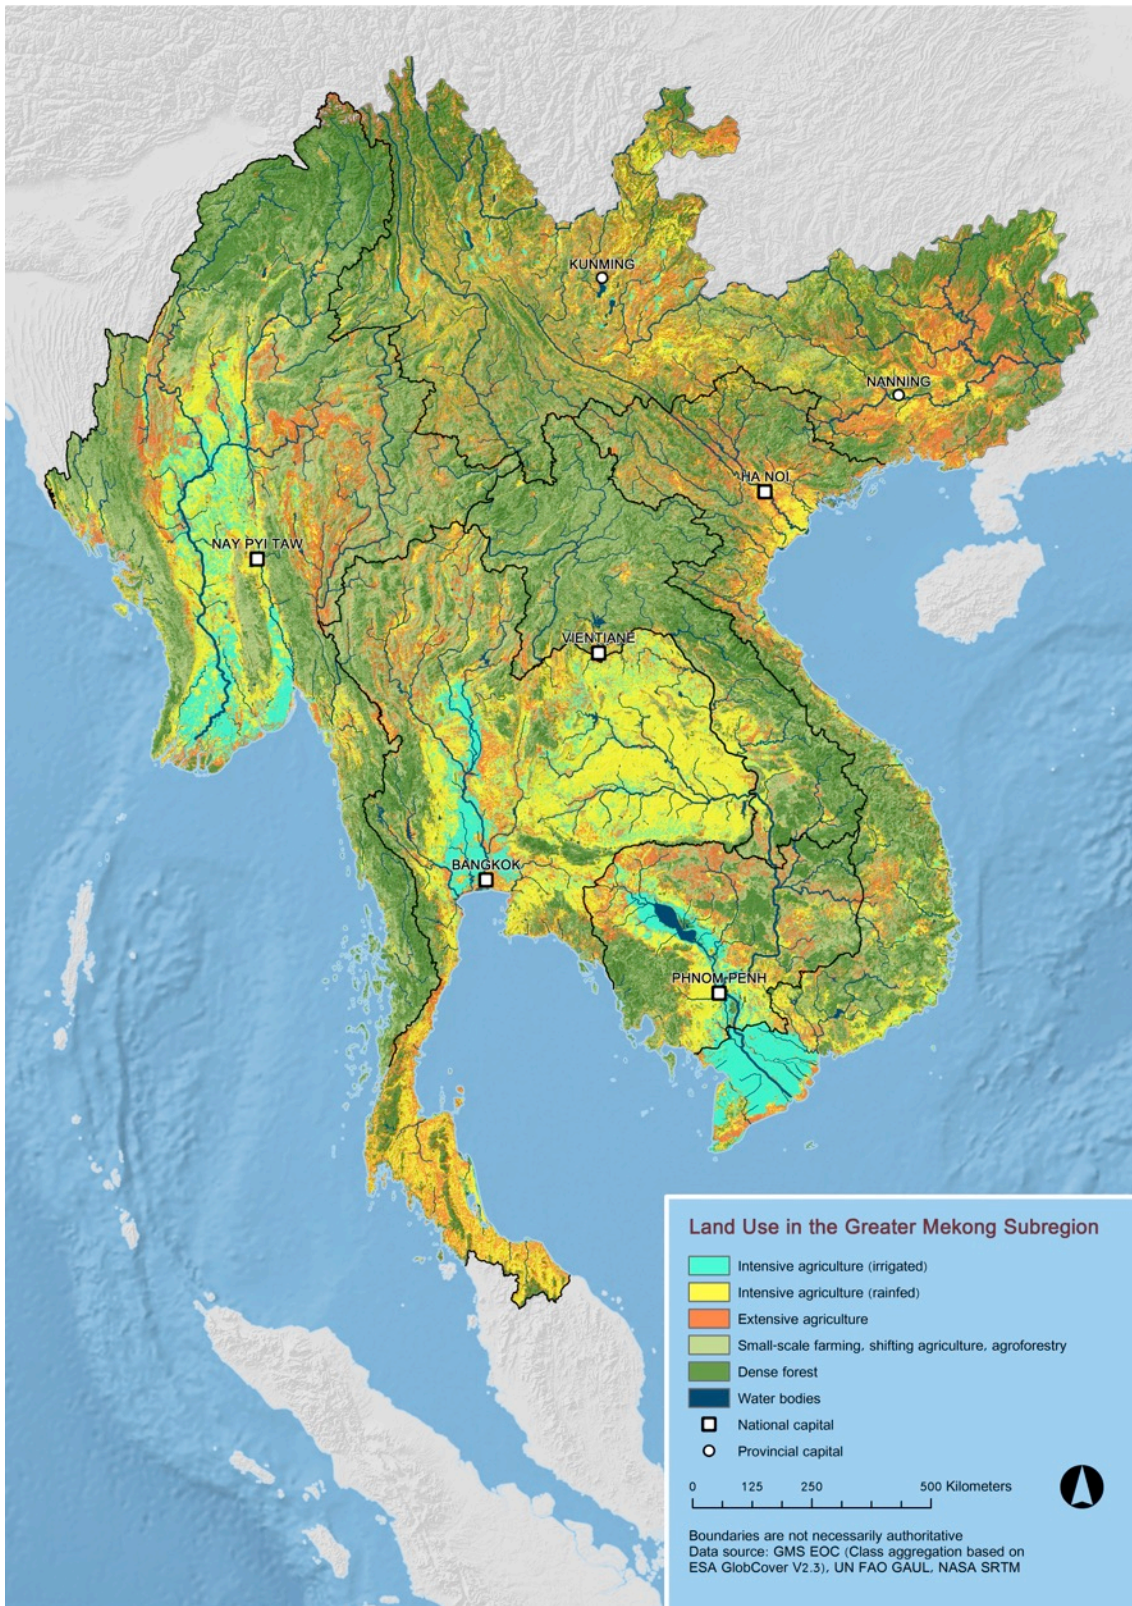 KUNMING
NANNING
HA NOI
NAY PYI TAW
VIENTIANE
BANGKOK
PHNOM PENH
Land Use in the Greater Mekong Subregion
Intensive agriculture (irrigated)
Intensive agriculture (rainfed)
Extensive agriculture
Small-scale farming, shifting agriculture, agroforestry
Dense forest
Water bodies
National capital
Provincial capital
0 125 250 500 Kilometers
Boundaries are not necessarily authoritative
Data source: GMS EOC (Class aggregation based on
ESA GlobCover V2.3), UN FAO GAUL, NASA SRTM